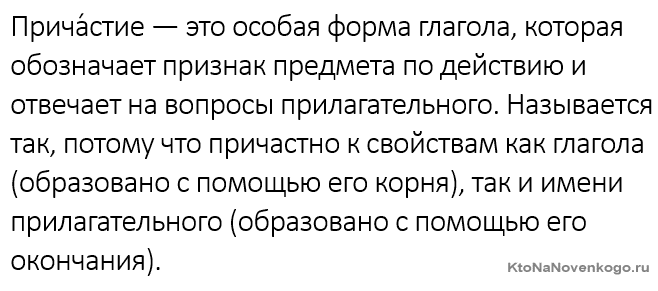 Прича́стие — это особая форма глагола, которая
обозначает признак предмета по действию и
отвечает на вопросы прилагательного. Называется
так, потому что причастно к свойствам как глагола
(образовано с помощью его корня), так и имени
прилагательного (образовано с помощью его
окончания).
KtoNaNovenkogo.ru